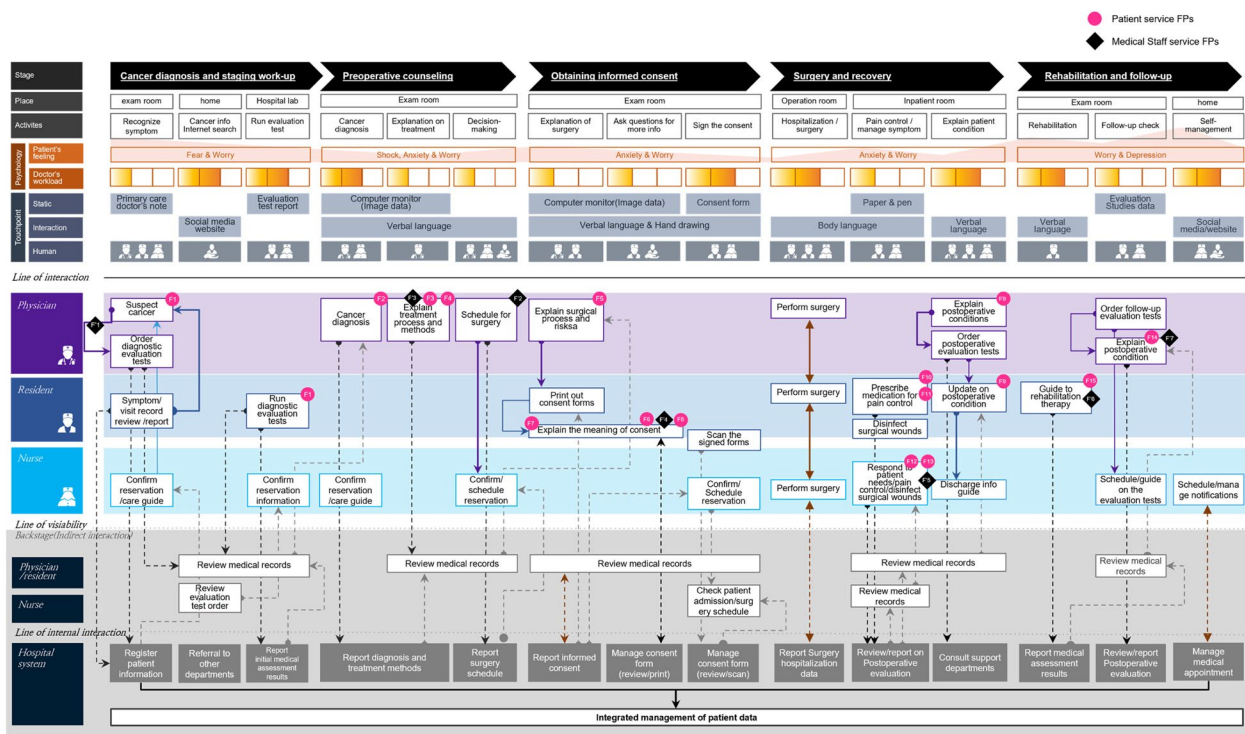 Patient service FPs
Medical Staff service FPs
Stage
Cancer diagnosis and staging work-up
Preoperative counseling
Obtaining informed consent
Surgery and recovery
Rehabilitation and follow-up
Place
exam room
home
Hospital lab
Exam room
Exam room
Operation room
Inpatient room
Exam room
home
Activites
Recognize
symptom
Cancer info
Internet search
Run evaluation
test
Cancer
diagnosis
Explanation on
treatment
Decision-
making
Explanation of
surgery
Ask questions for
more info
Sign the
consent
Hospitalization /
surgery
Pain control /
manage symptom
Explain patient
condition
Rehabilitation
Follow-up check
Self-
management
Psychology
Patient's
feeling
Fear & Worry
Shock, Anxiety & Worry
Anxiety & Worry
Anxiety & Worry
Worry & Depression
Doctor's
workload
Touchpoint
Static
Primary care
doctor's note
Evaluation
test report
Computer monitor
(Image data)
Computer monitor(Image data)
Consent form
Paper & pen
Evaluation
Studies data
Interaction
Social media
website
Verbal language
Verbal language & Hand drawing
Body language
Verbal
language
Verbal
language
Social
media/website
Human
Line of interaction
Physician
Suspect
cancer
F1
F'1
Order
diagnostic
evaluation
tests
Cancer
diagnosis
F2
Explain
treatment
process and
methods
F'3
F3
F4
Schedule for
surgery
F'2
Explain surgical
process and
risksa
F5
Perform surgery
Explain
postoperative
conditions
F9
Order
postoperative
evaluation tests
Order follow-up
evaluation tests
Explain
postoperative
condition
F14
F'7
Resident
Symptom/
visit record
review /report
Run
diagnostic
evaluation
tests
F1
Print out
consent forms
F7
Explain the meaning of consent
F6
F'4
F8
Scan the
signed forms
Perform surgery
Prescribe
medication for
pain control
F10
F11
Disinfect
surgical wounds
Update on
postoperative
condition
F9
Guide to
rehabilitation
therapy
F15
F'6
Nurse
Confirm
reservation
/care guide
Confirm
reservation
information
Confirm
reservation
/care guide
Confirm/
schedule
reservation
Confirm/
Schedule
reservation
Perform surgery
Respond to
patient
needs/pain
control/disinfect
surgical wounds
F12
F13
F'5
Discharge info
guide
Schedule/guide
on the
evaluation tests
Schedule/mana
ge notifications
Line of visiability
Backstage(Indirect interaction)
Physician
/resident
Review medical records
Review medical records
Review medical records
Review medical records
Review medical
records
Nurse
Review
evaluation
test order
Check patient
admission/surg
ery schedule
Review medical
records
Line of internal interaction
Hospital
system
Register
patient
information
Referral to
other
departments
Report
initial medical
assessment
results
Report diagnosis and
treatment methods
Report
surgery
schedule
Report informed
consent
Manage consent
form
(review/print)
Manage
consent form
(review/scan)
Report Surgery
hospitalization
data
Review/report on
Postoperative
evaluation
Consult support
departments
Report medical
assessment
results
Review/report
Postoperative
evaluation
Manage
medical
appointment
Integrated management of patient data